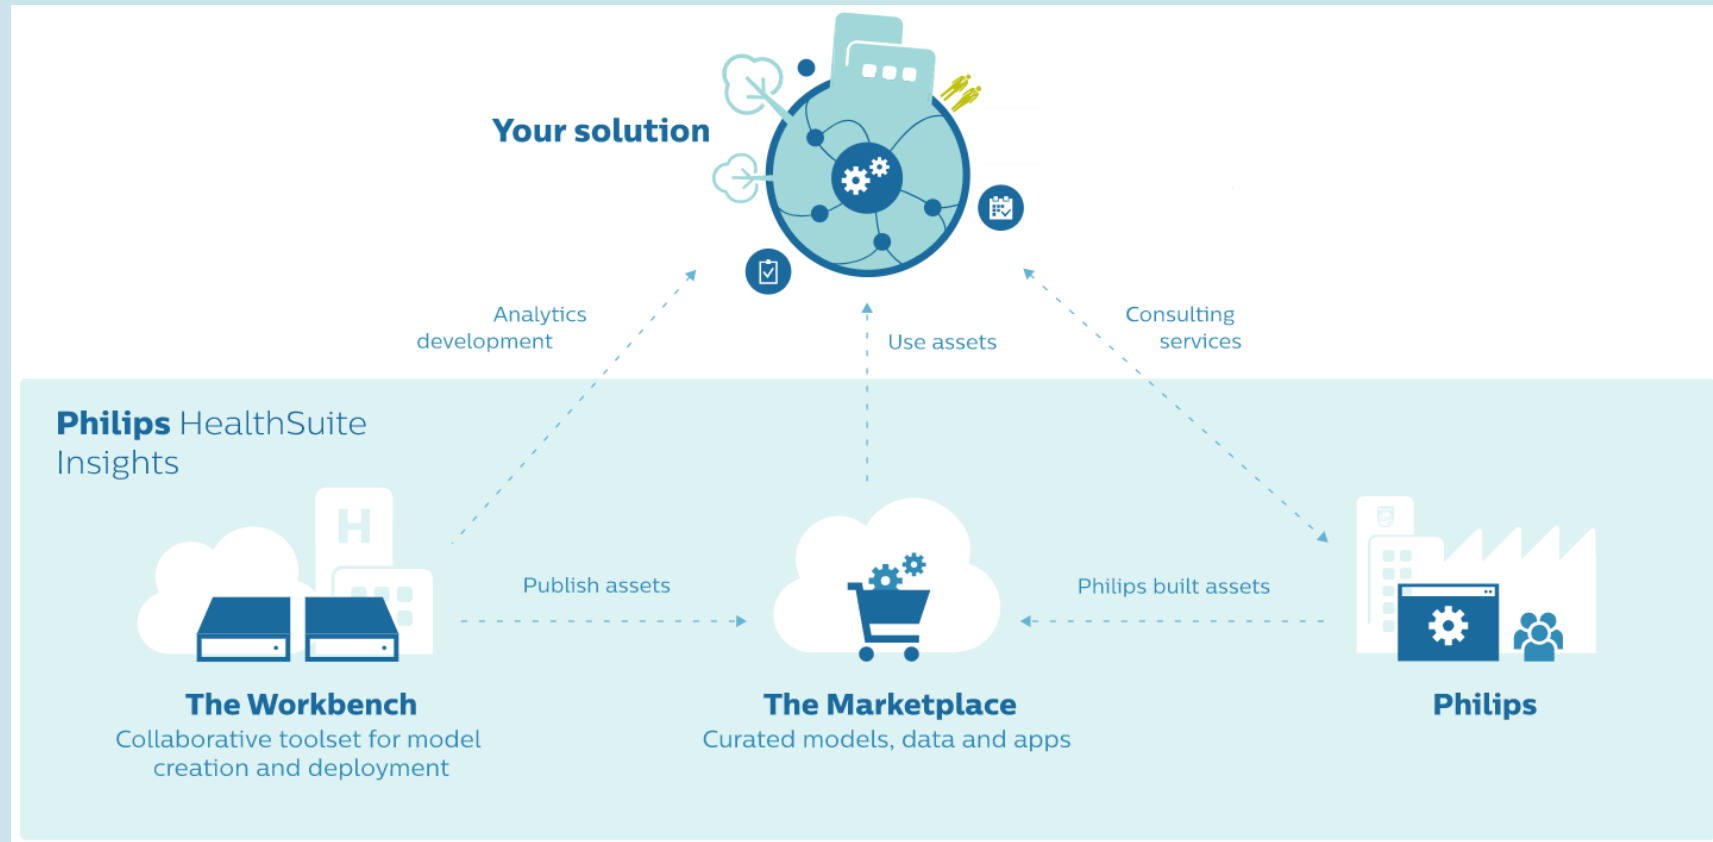 Your solution
Analytics
development
Use assets
Consulting
services
Philips HealthSuite
Insights
H
Publish assets
Philips built assets
The Workbench
Collaborative toolset for model
creation and deployment
The Marketplace
Curated models, data and apps
Philips